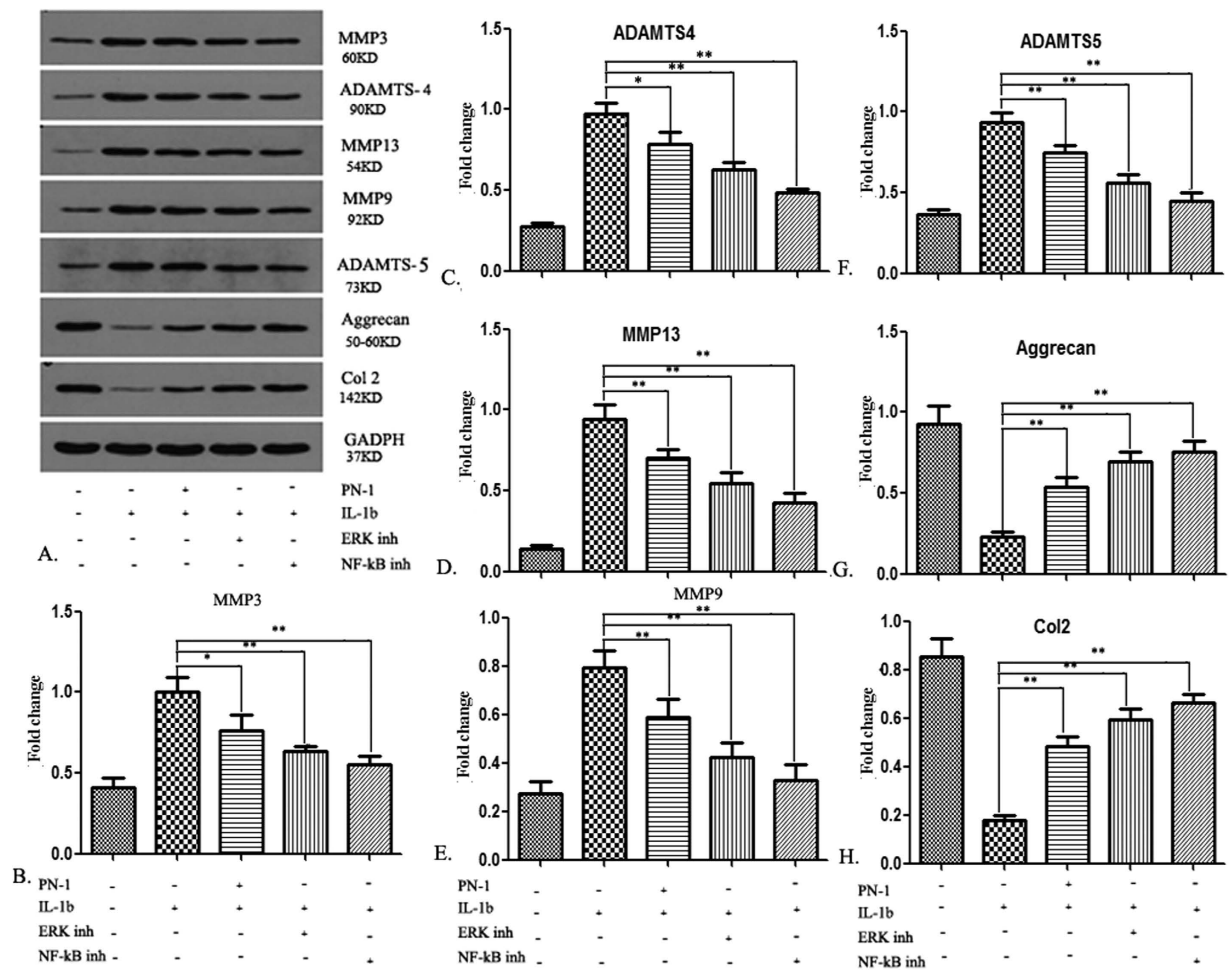 MMP3
60KD
ADAMTS-4
90KD
MMP13
54KD
MMP9
92KD
ADAMTS-5
73KD
Aggrecan
50-60KD
Col 2
142KD
GADPH
37KD
- - + - - PN-1
- + + + + IL-1b
- - - + - ERK inh
- - - - + NF-kB inh
A.
ADAMTS4
Fold change
1.5
1.0
0.5
0.0
*
**
**
C.
ADAMTS5
Fold change
1.5
1.0
0.5
0.0
**
**
**
F.
MMP13
Fold change
1.5
1.0
0.5
0.0
**
**
**
D.
Aggrecan
Fold change
1.5
1.0
0.5
0.0
**
**
**
G.
MMP3
Fold change
1.5
1.0
0.5
0.0
*
**
**
B.
PN-1 - - + - -
IL-1b - + + + +
ERK inh - - - + -
NF-kB inh - - - - +
MMP9
Fold change
1.0
0.8
0.6
0.4
0.2
0.0
**
**
**
E.
PN-1 - - + - -
IL-1b - + + + +
ERK inh - - - + -
NF-kB inh - - - - +
Col2
Fold change
0.8
0.6
0.4
0.2
0.0
**
**
**
H.
PN-1 - - + - -
IL-1b - + + + +
ERK inh - - - + -
NF-kB inh - - - - +